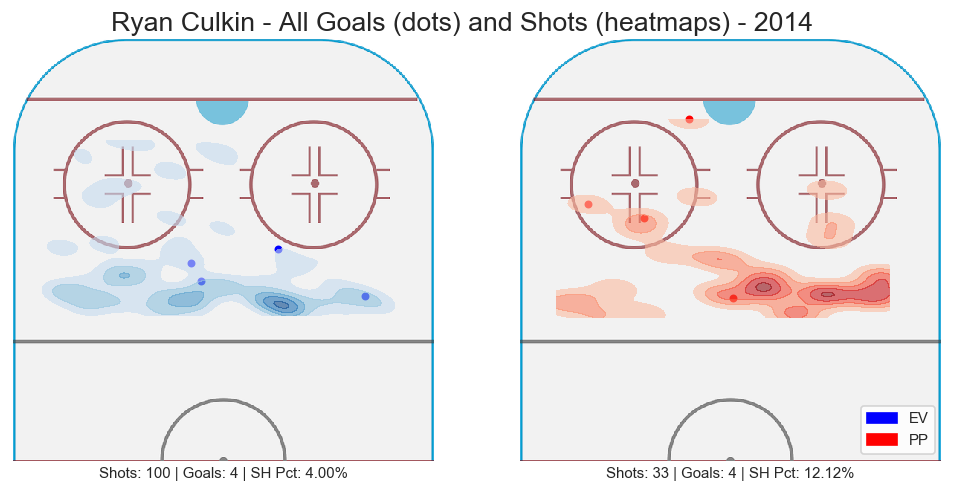 Ryan Culkin - All Goals (dots) and Shots (heatmaps) - 2014
EV
PP
Shots: 100 | Goals: 4 | SH Pct: 4.00%
Shots: 33 | Goals: 4 | SH Pct: 12.12%